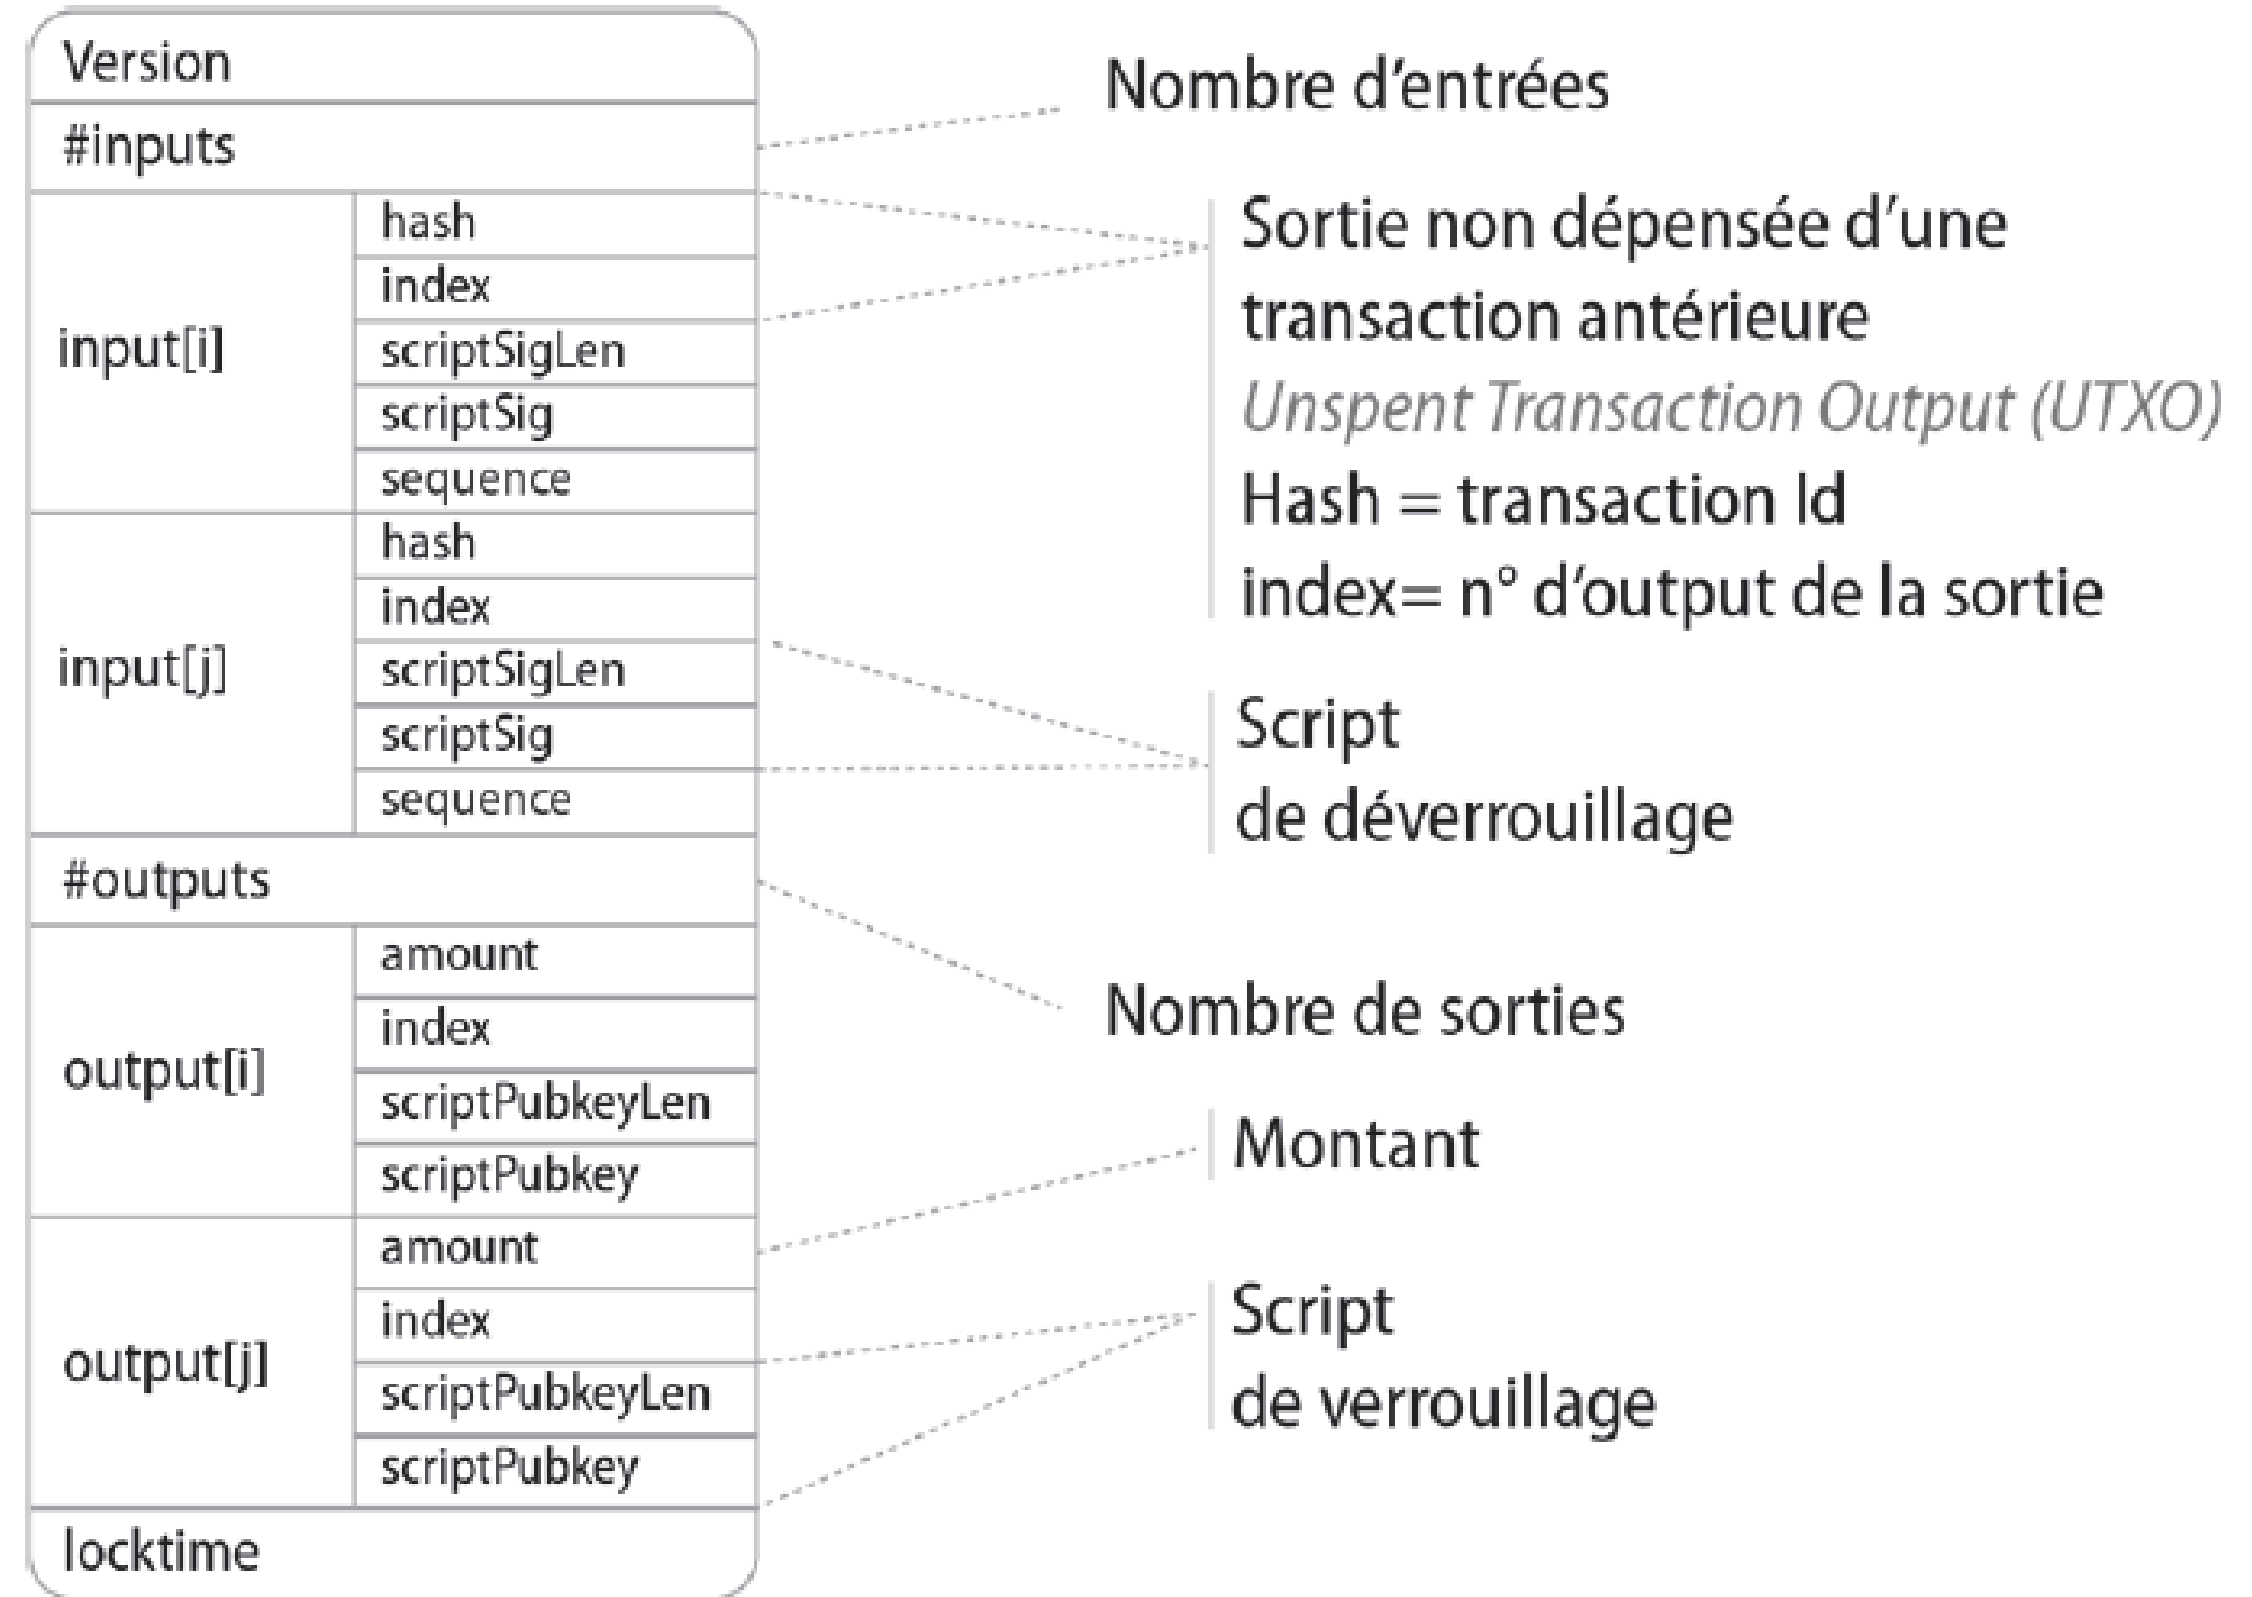 Version
#inputs
input[i]
hash
index
scriptSigLen
scriptSig
sequence
input[j]
hash
index
scriptSigLen
scriptSig
sequence
#outputs
output[i]
amount
index
scriptPubkeyLen
scriptPubkey
output[j]
amount
index
scriptPubkeyLen
scriptPubkey
locktime
Nombre d’entrées
Sortie non dépensée d’une
transaction antérieure
Unspent Transaction Output (UTXO)
Hash = transaction Id
index= n° d’output de la sortie
Script
de déverrouillage
Nombre de sorties
Montant
Script
de verrouillage